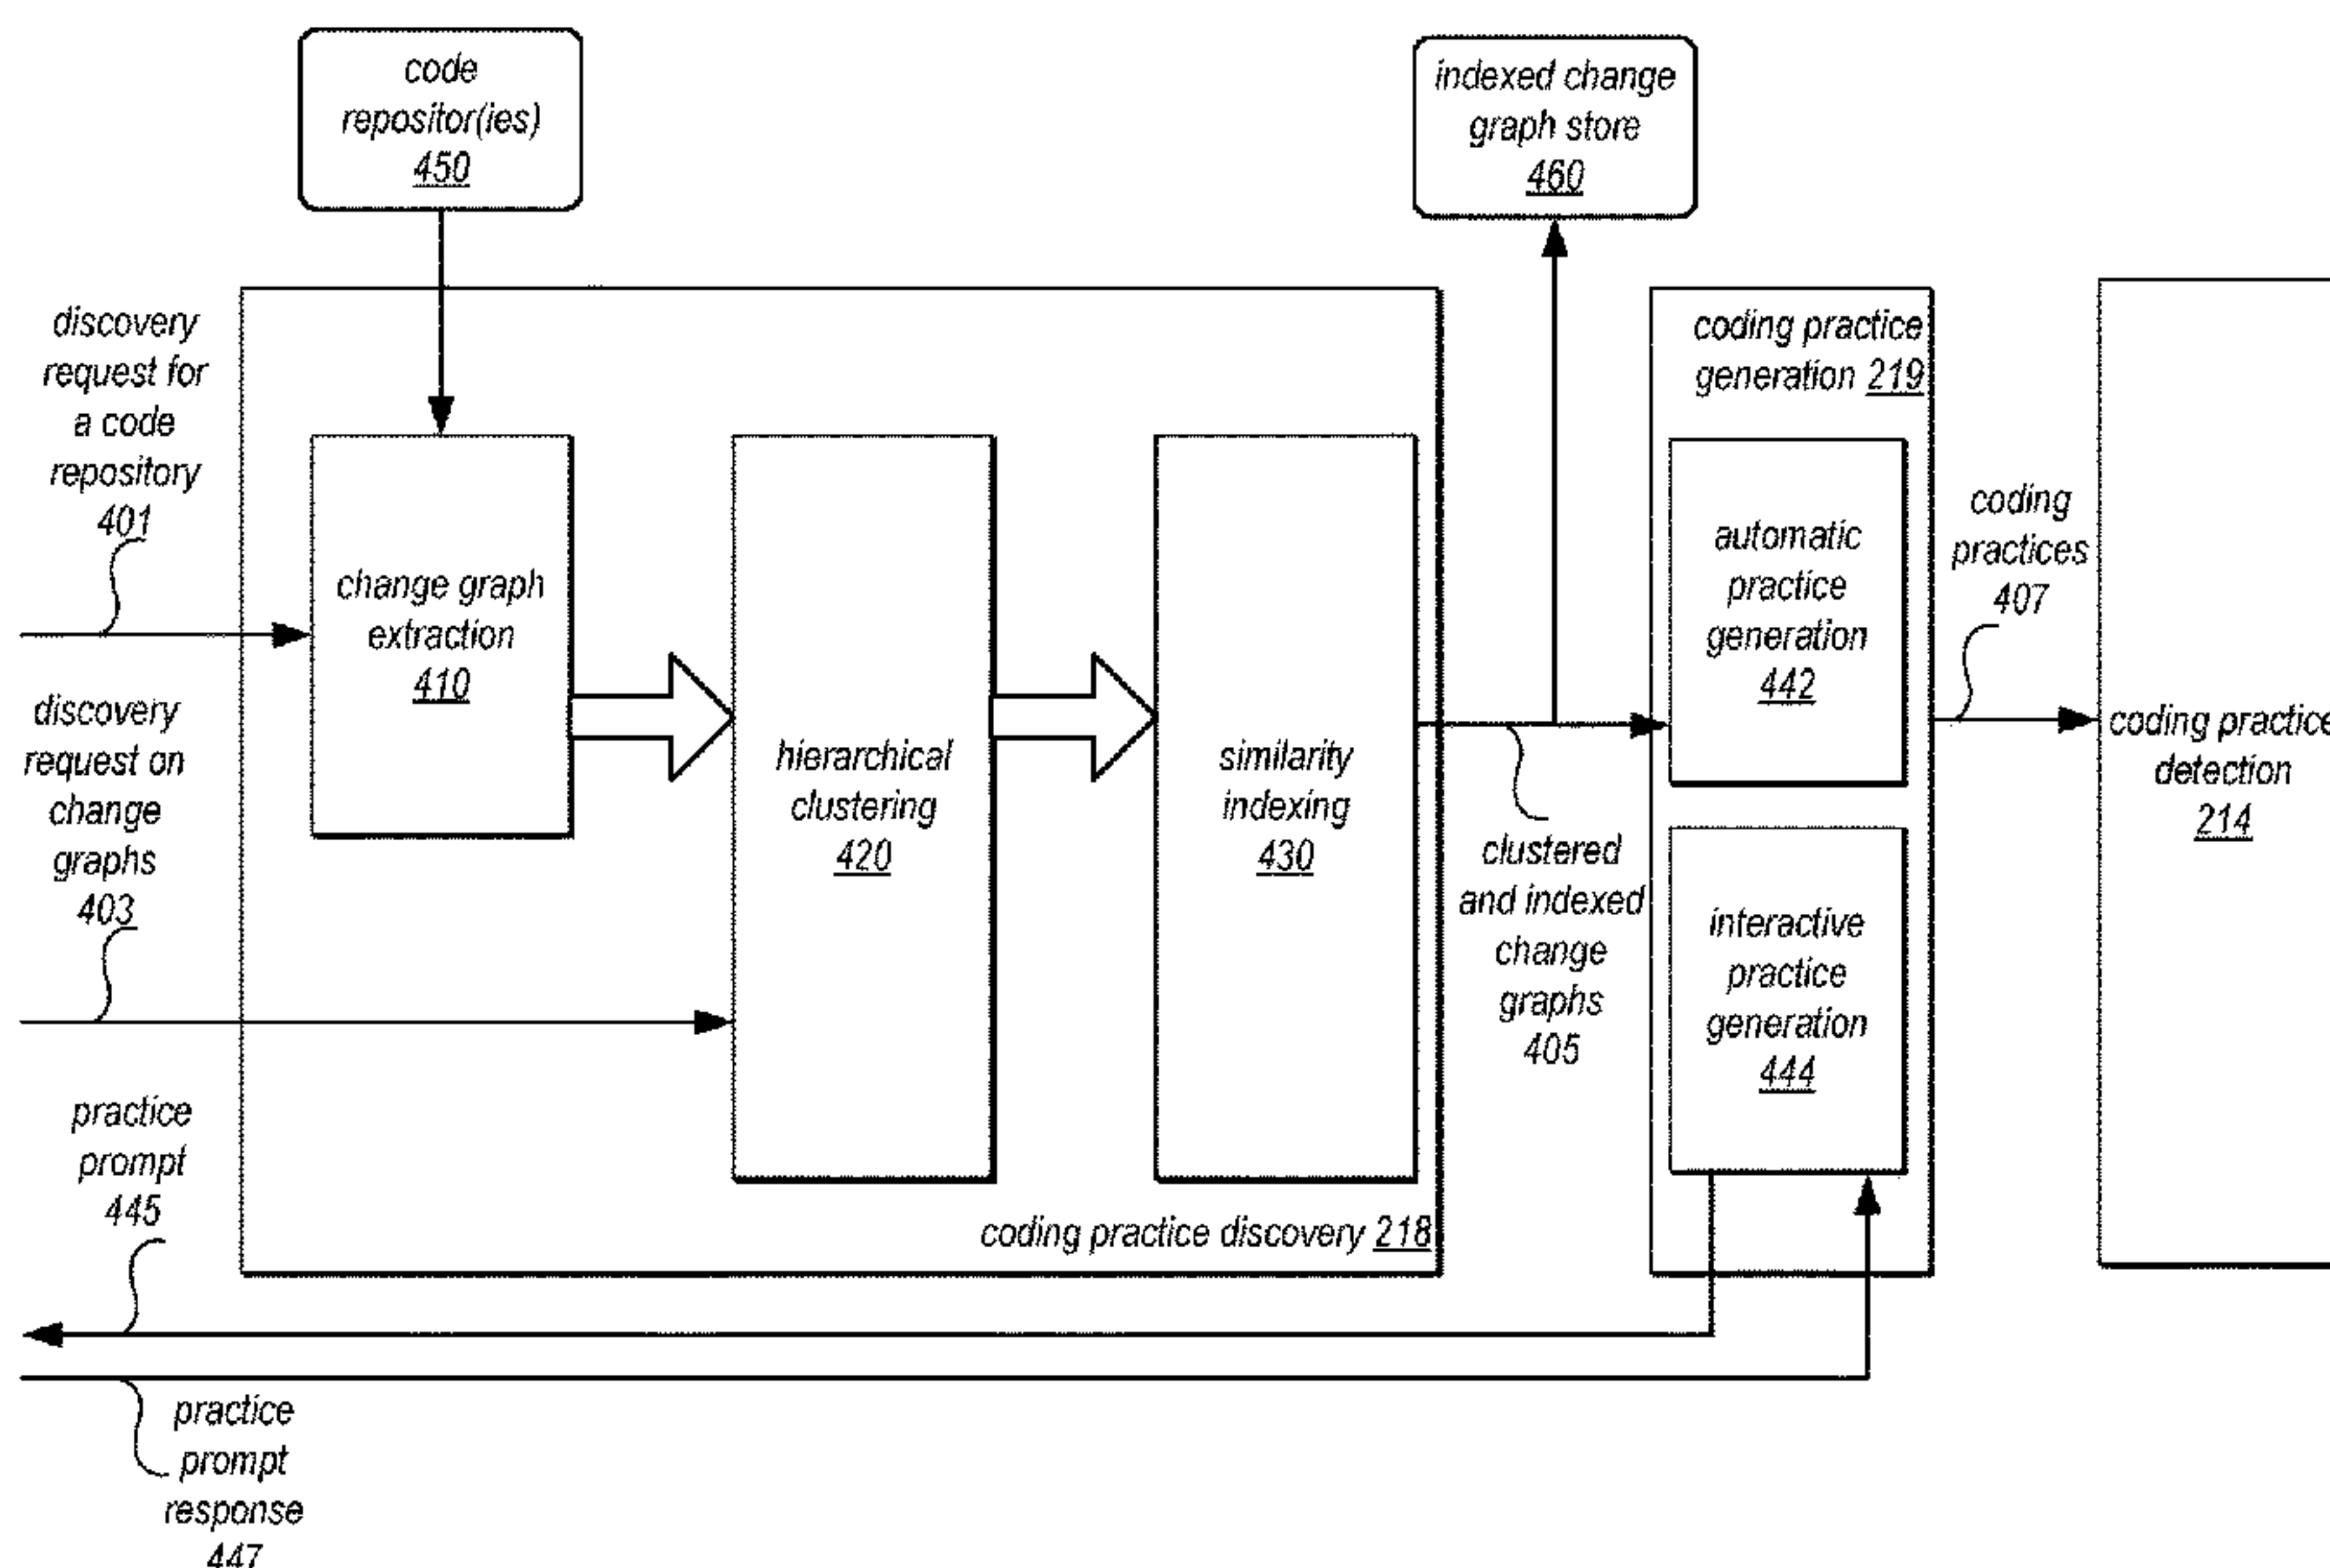 code
repositor(ies)
450
indexed change
graph store
460
discovery
request for
a code
repository
401
change graph
extraction
410
discovery
request on
change
graphs
403
hierarchical
clustering
420
similarity
indexing
430
coding practice discovery 218
clustered
and indexed
change
graphs
405
coding practice
generation 219
automatic
practice
generation
442
interactive
practice
generation
444
coding
practices
407
coding practice
detection
214
practice
prompt
445
practice
prompt
response
447